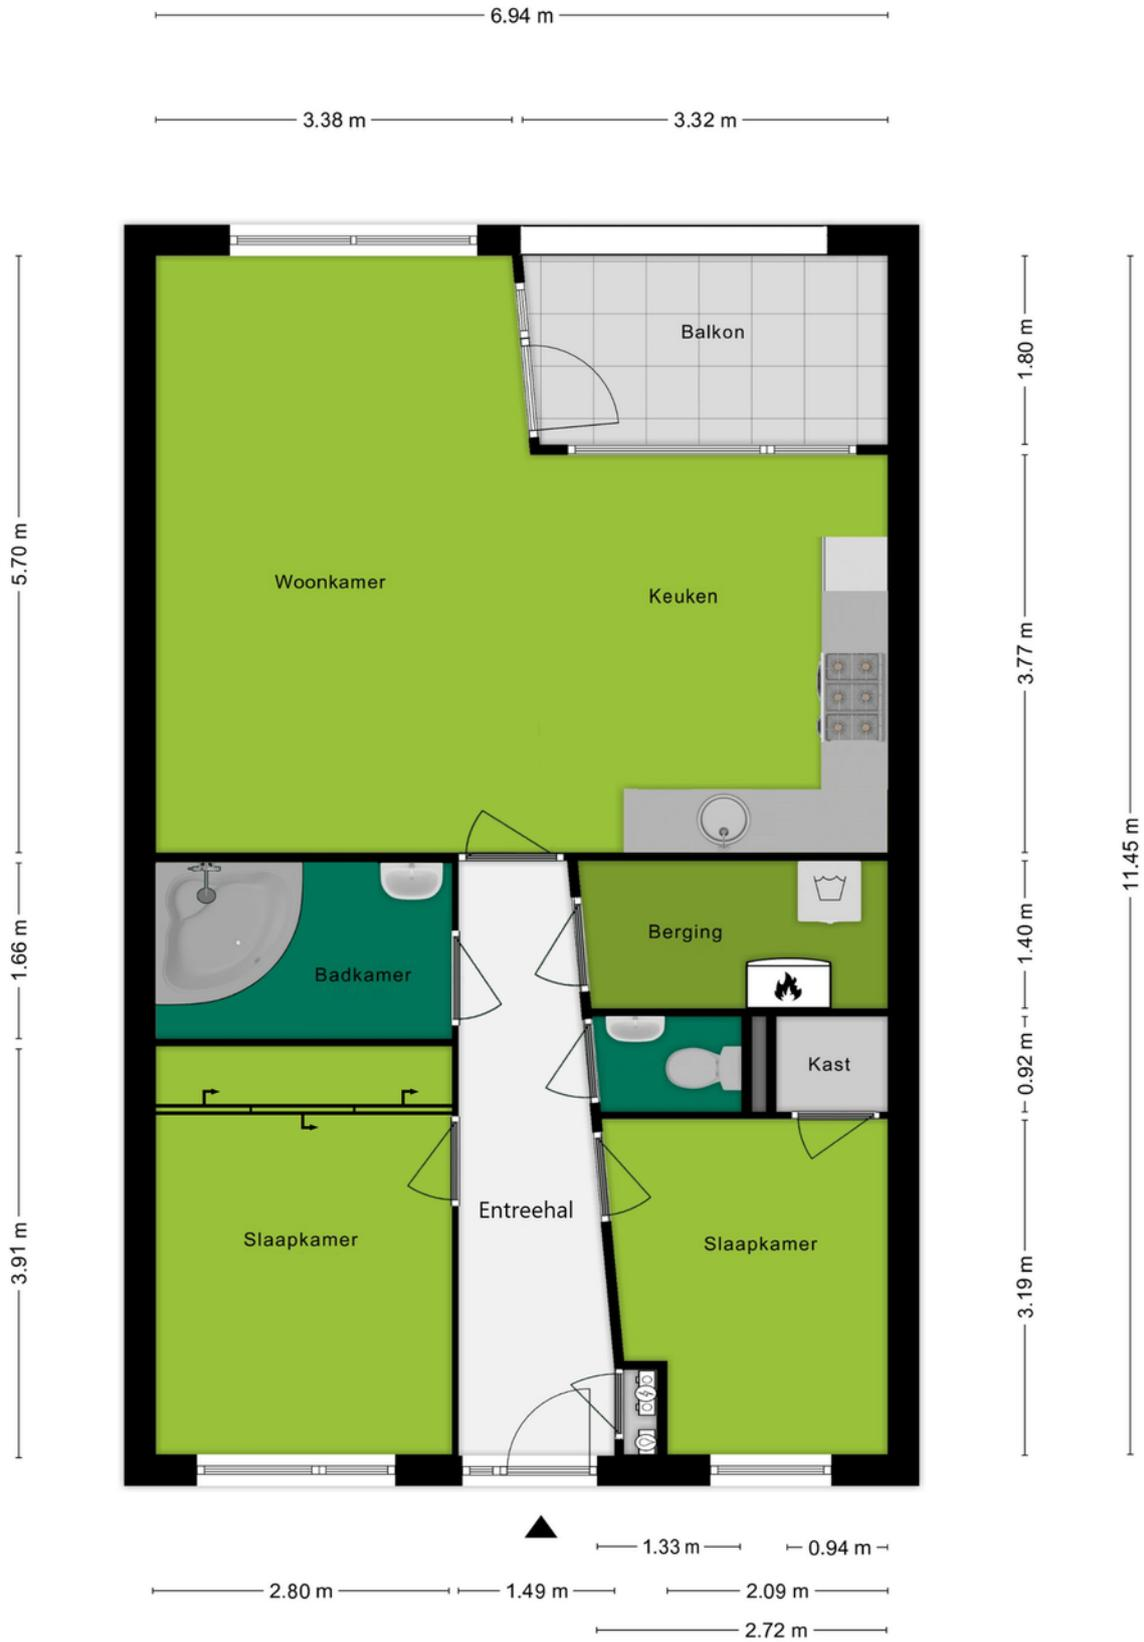 6.94 m
3.38 m
3.32 m
Balkon
1.80 m
5.70 m
Woonkamer
Keuken
3.77 m
11.45 m
Berging
1.40 m
1.66 m
Badkamer
Kast
0.92 m
Entreehal
Slaapkamer
Slaapkamer
3.91 m
3.19 m
1.33 m
0.94 m
2.80 m
1.49 m
2.09 m
2.72 m